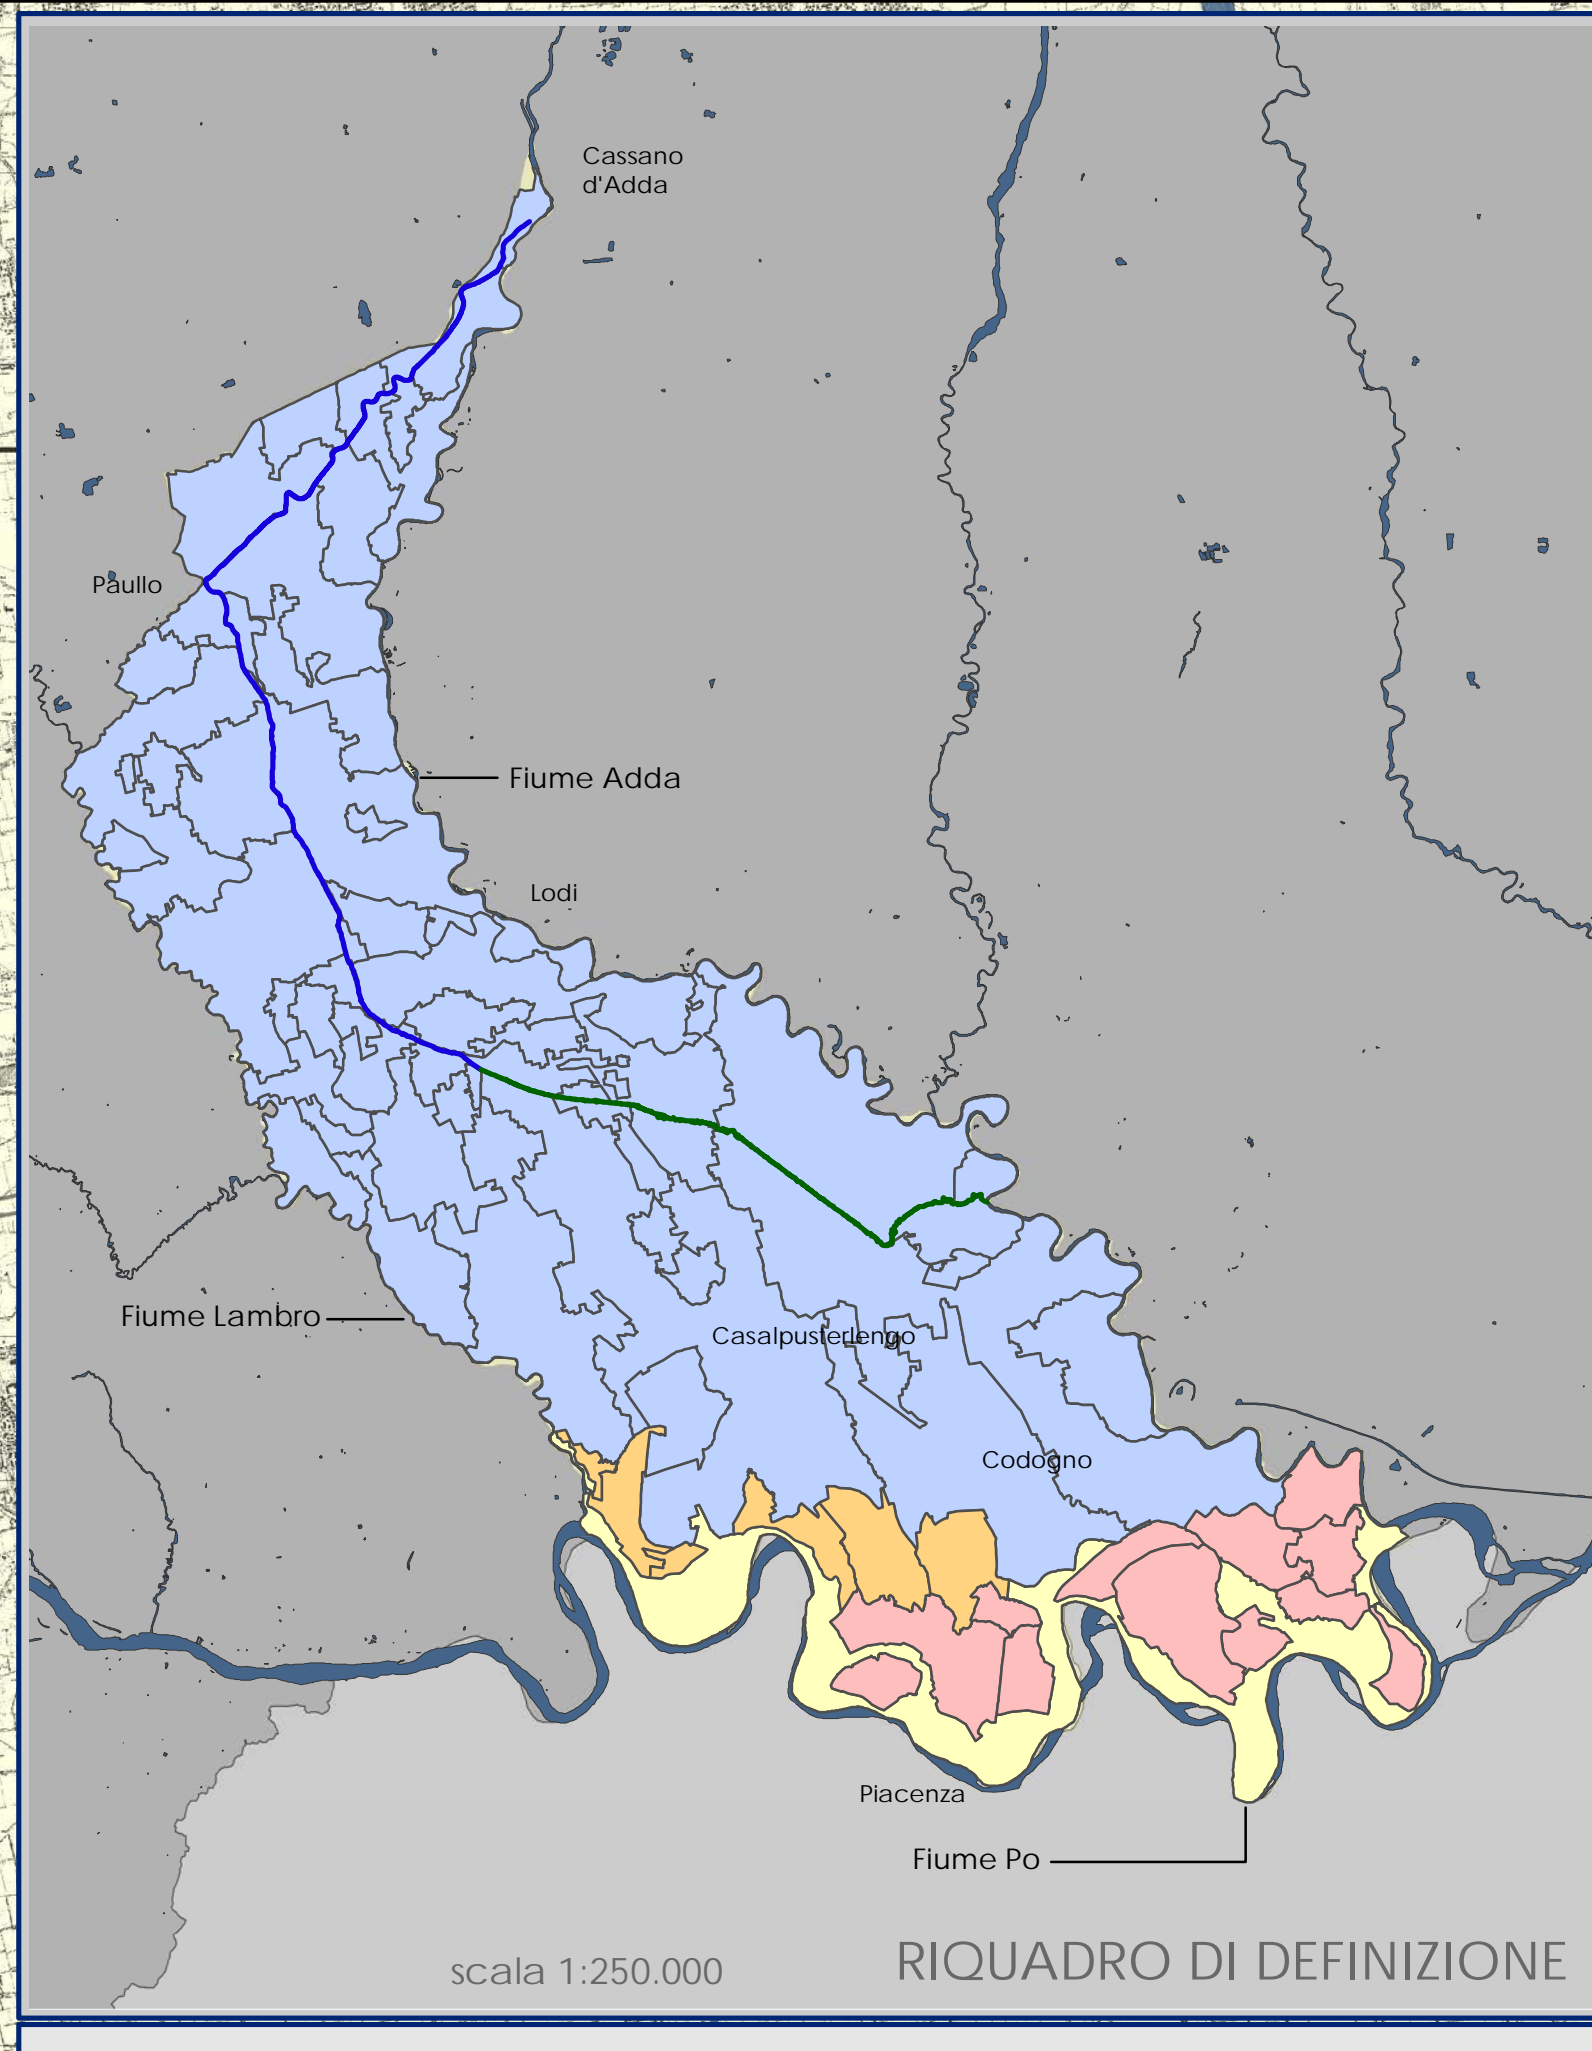 Cassano
d'Adda
Paullo
Fiume Adda
Lodi
Fiume Lambro
Casalpusterlengo
Codogno
Piacenza
Fiume Po
scala 1:250.000
RIQUADRO DI DEFINIZIONE